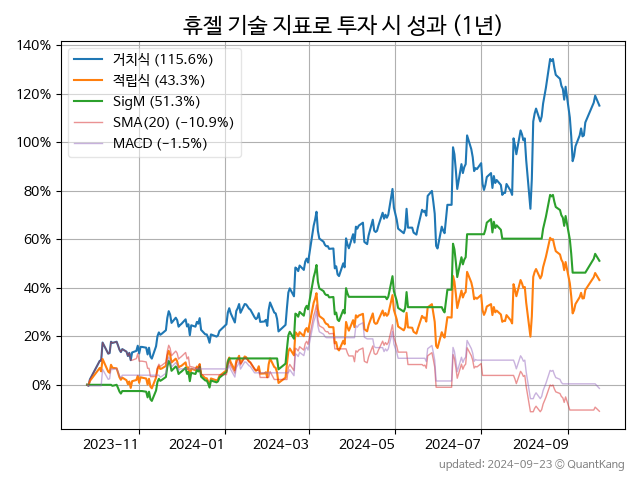 휴젤 기술 지표로 투자 시 성과 (1년)
140%
120%
100%
80%
60%
40%
20%
0%
거치식 (115.6%)
적립식 (43.3%)
SigM (51.3%)
SMA(20) (−10.9%)
MACD (−1.5%)
2023−11
2024−01
2024−03
2024−05
2024−07
2024−09
updated: 2024−09−23 © QuantKang